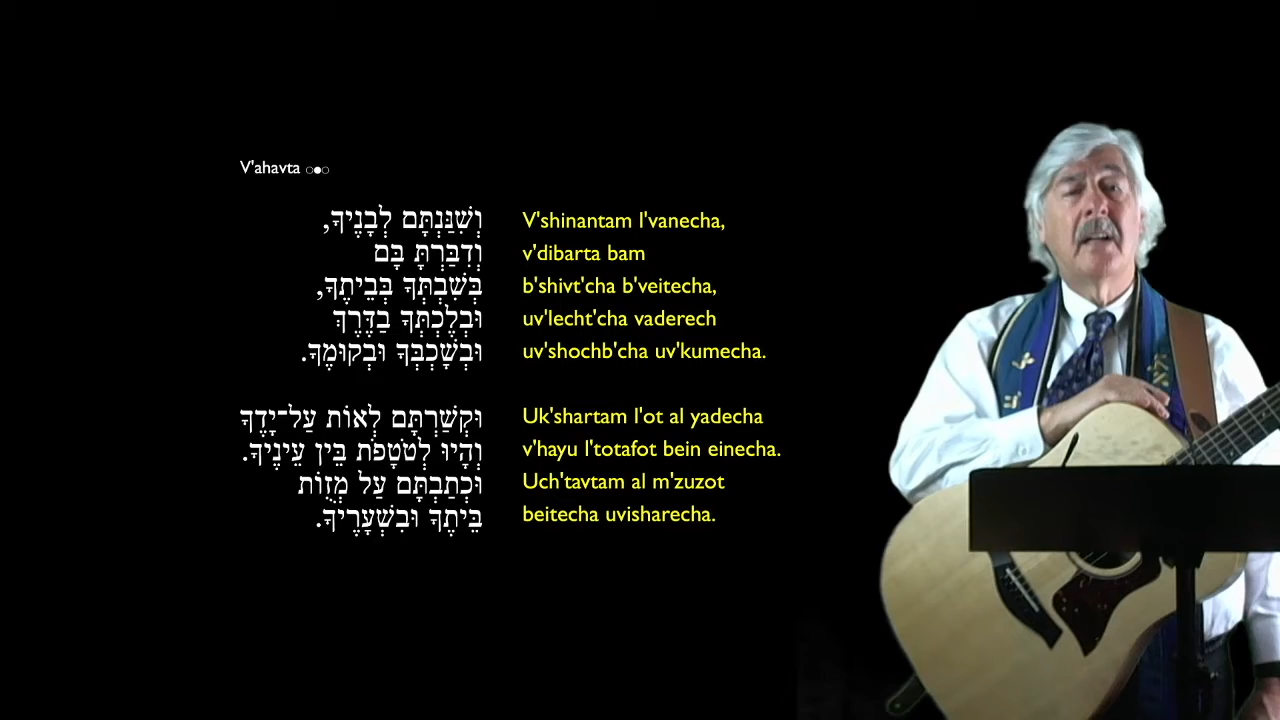 V'ahavta ○●○
וְשִׁנַּנְתָּם לְבָנֶיךָ,
וְדִבַּרְתָּ בָּם
בְּשִׁבְתְּךָ בְּבֵיתֶךָ,
וּבְלֶכְתְּךָ בַדֶּרֶךְ
וּבְשָׁכְבְּךָ וּבְקוּמֶךָ.
וּקְשַׁרְתָּם לְאוֹת עַל־יָדֶךָ
וְהָיוּ לְטֹטָפֹת בֵּין עֵינֶיךָ.
וּכְתַבְתָּם עַל מְזֻזוֹת
בֵּיתֶךָ וּבִשְׁעָרֶיךָ.
V'shinantam l'vanecha,
v'dibarta bam
b'shivt'cha b'veitecha,
uv'lecht'cha vaderech
uv'shochb'cha uv'kumecha.
Uk'shartam l'ot al yadecha
v'hayu l'totafot bein einecha.
Uch'tavtam al m'zuzot
beitecha uvisharecha.